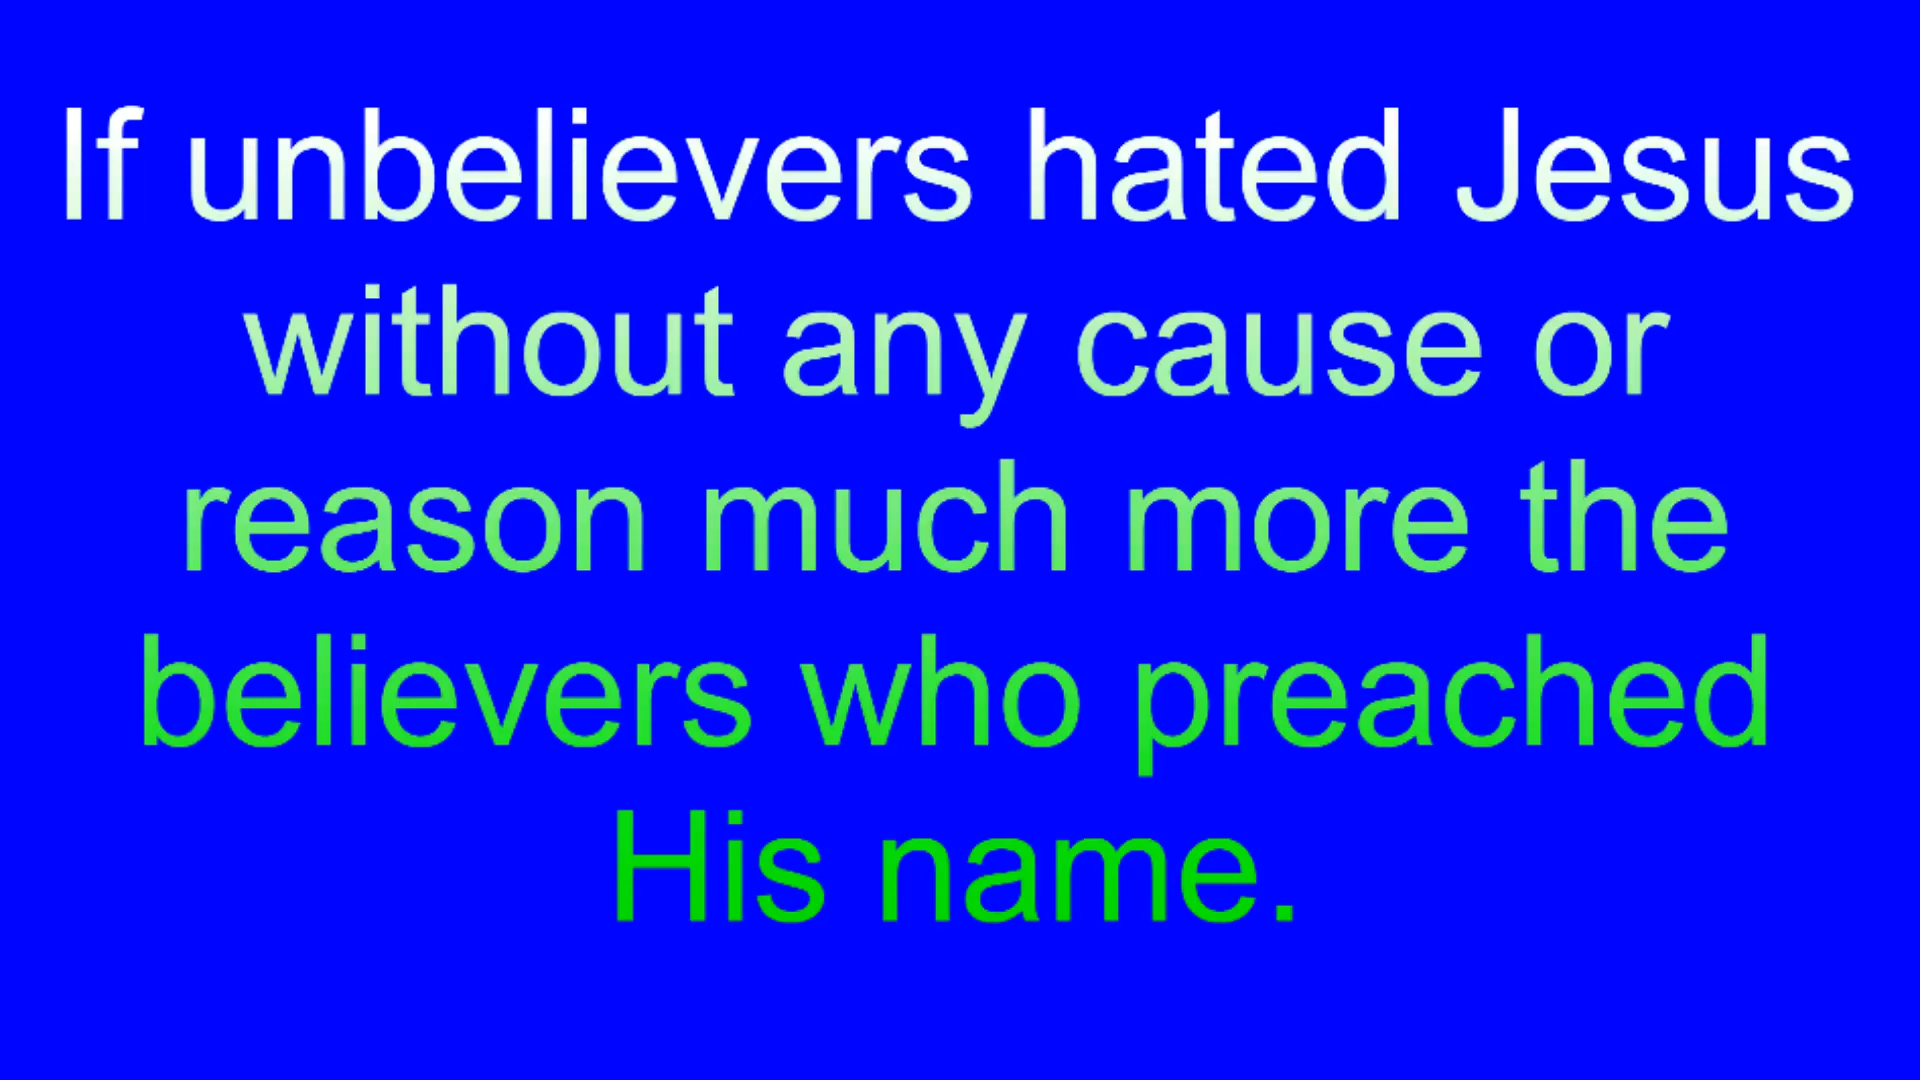 If unbelievers hated Jesus
without any cause or
reason much more the
believers who preached
His name.